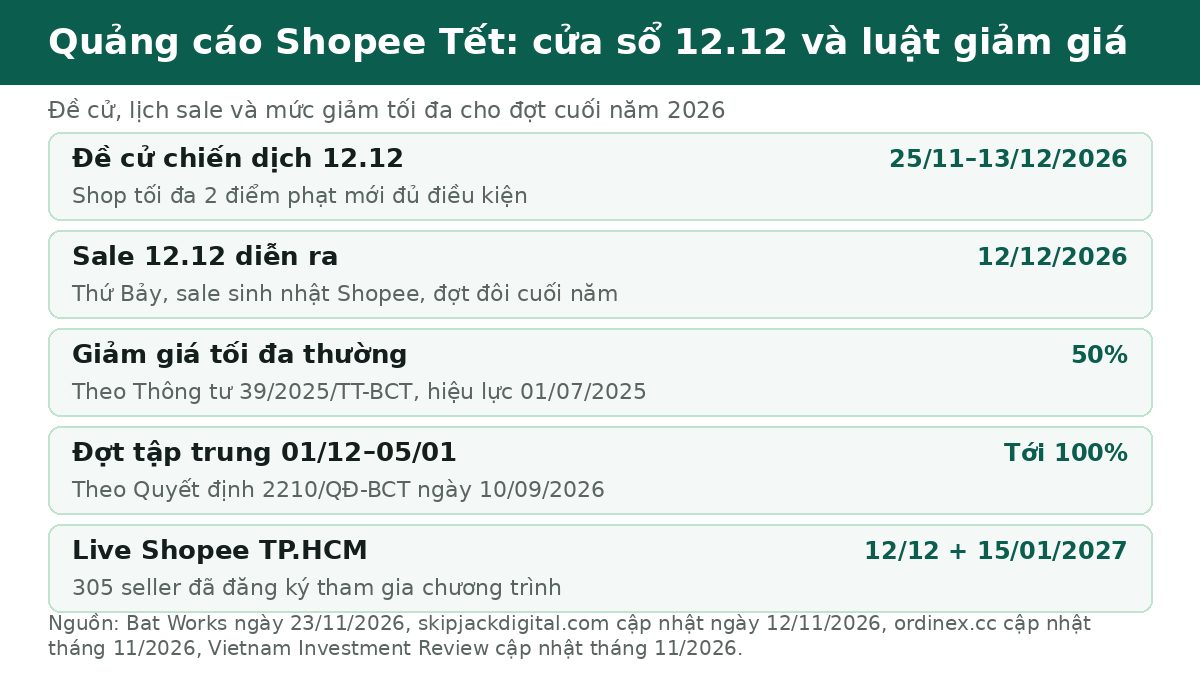 Quảng cáo Shopee Tết: cửa sổ 12.12 và luật giảm giá
Đề cử, lịch sale và mức giảm tối đa cho đợt cuối năm 2026
Đề cử chiến dịch 12.12
25/11–13/12/2026
Shop tối đa 2 điểm phạt mới đủ điều kiện
Sale 12.12 diễn ra
12/12/2026
Thứ Bảy, sale sinh nhật Shopee, đợt đôi cuối năm
Giảm giá tối đa thường
50%
Theo Thông tư 39/2025/TT-BCT, hiệu lực 01/07/2025
Đợt tập trung 01/12–05/01
Tới 100%
Theo Quyết định 2210/QĐ-BCT ngày 10/09/2026
Live Shopee TP.HCM
12/12 + 15/01/2027
305 seller đã đăng ký tham gia chương trình
Nguồn: Bat Works ngày 23/11/2026, skipjackdigital.com cập nhật ngày 12/11/2026, ordinex.cc cập nhật
tháng 11/2026, Vietnam Investment Review cập nhật tháng 11/2026.